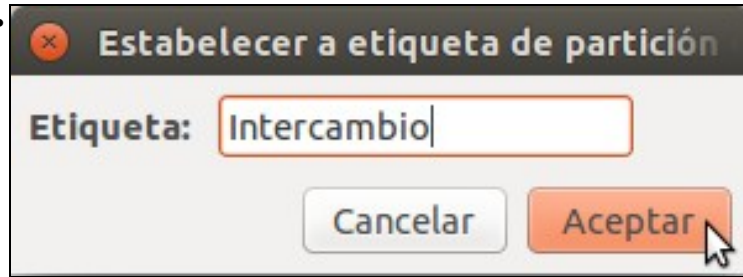 Estabelecer a etiqueta de partición
Etiqueta: Intercambio
Cancelar Aceptar